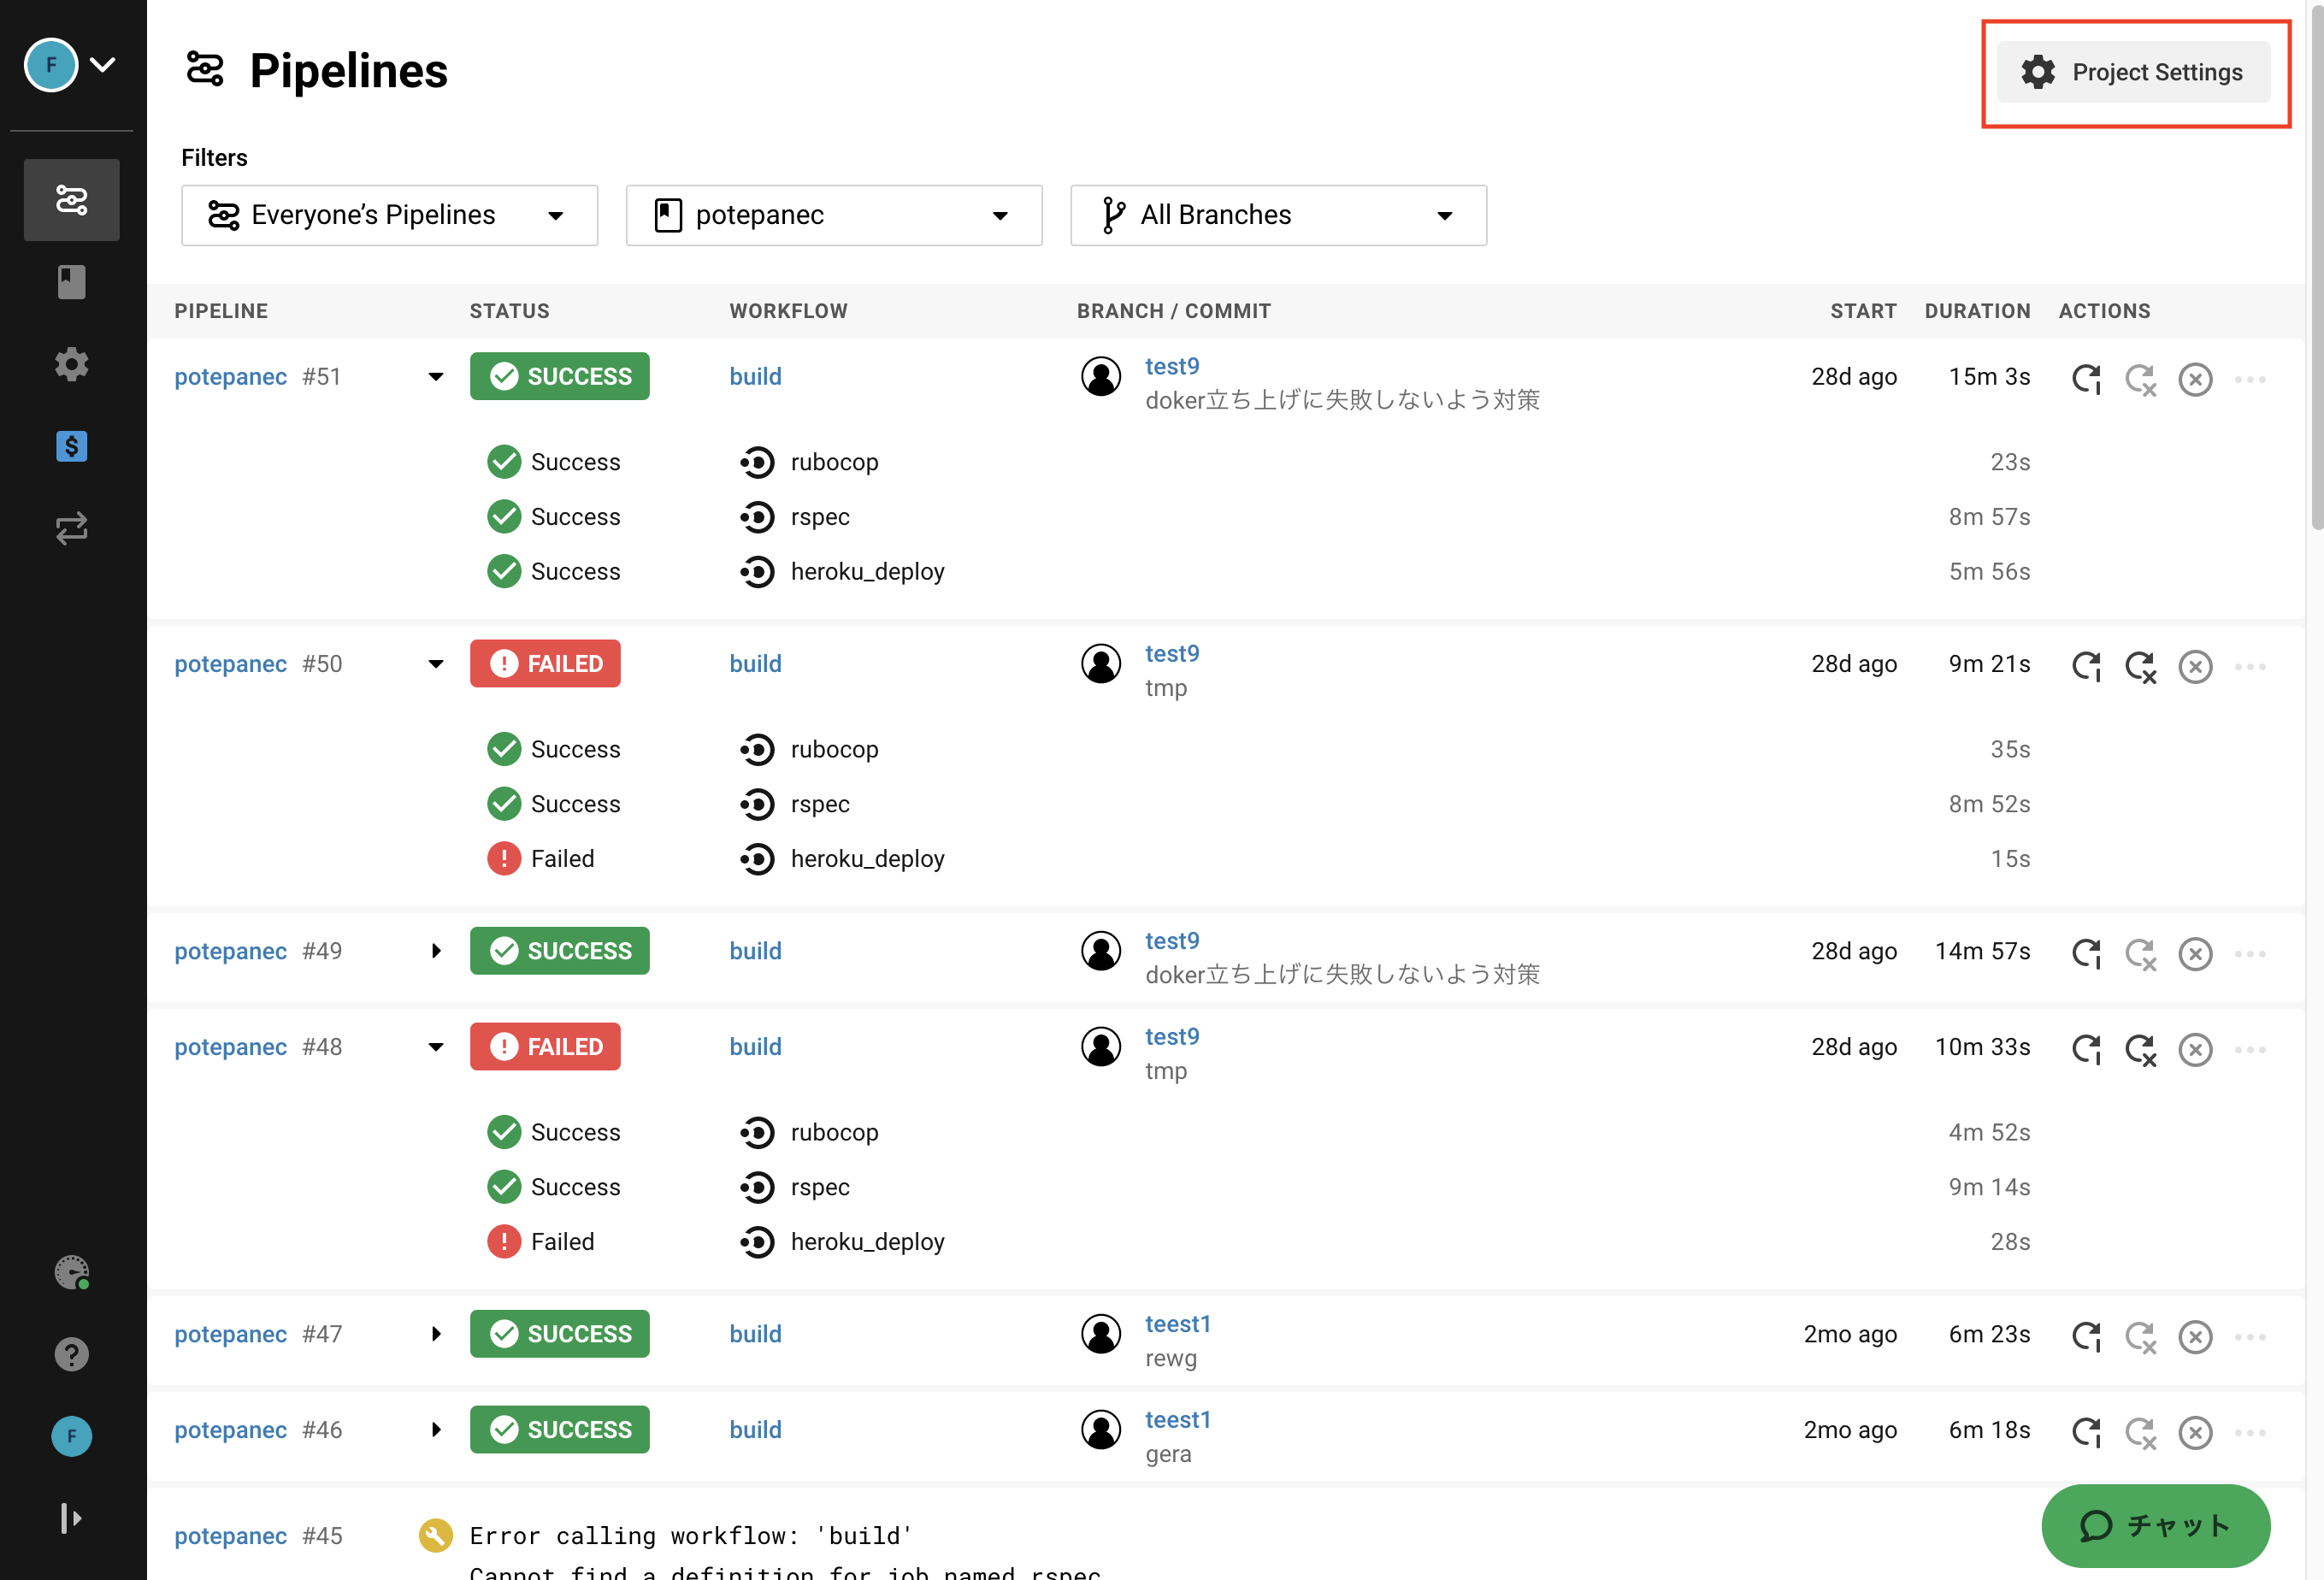 F
Pipelines
Project Settings
Filters
Everyone’s Pipelines
potepanec
All Branches
PIPELINE STATUS WORKFLOW BRANCH / COMMIT START DURATION ACTIONS
potepanec #51 SUCCESS build test9 28d ago 15m 3s
doker立ち上げに失敗しないよう対策
Success rubocop 23s
Success rspec 8m 57s
Success heroku_deploy 5m 56s
potepanec #50 FAILED build test9 28d ago 9m 21s
tmp
Success rubocop 35s
Success rspec 8m 52s
Failed heroku_deploy 15s
potepanec #49 SUCCESS build test9 28d ago 14m 57s
doker立ち上げに失敗しないよう対策
potepanec #48 FAILED build test9 28d ago 10m 33s
tmp
Success rubocop 4m 52s
Success rspec 9m 14s
Failed heroku_deploy 28s
potepanec #47 SUCCESS build teest1 2mo ago 6m 23s
rewg
potepanec #46 SUCCESS build teest1 2mo ago 6m 18s
gera
F
potepanec #45 Error calling workflow: 'build'
Cannot find a definition for job named rspec
チャット